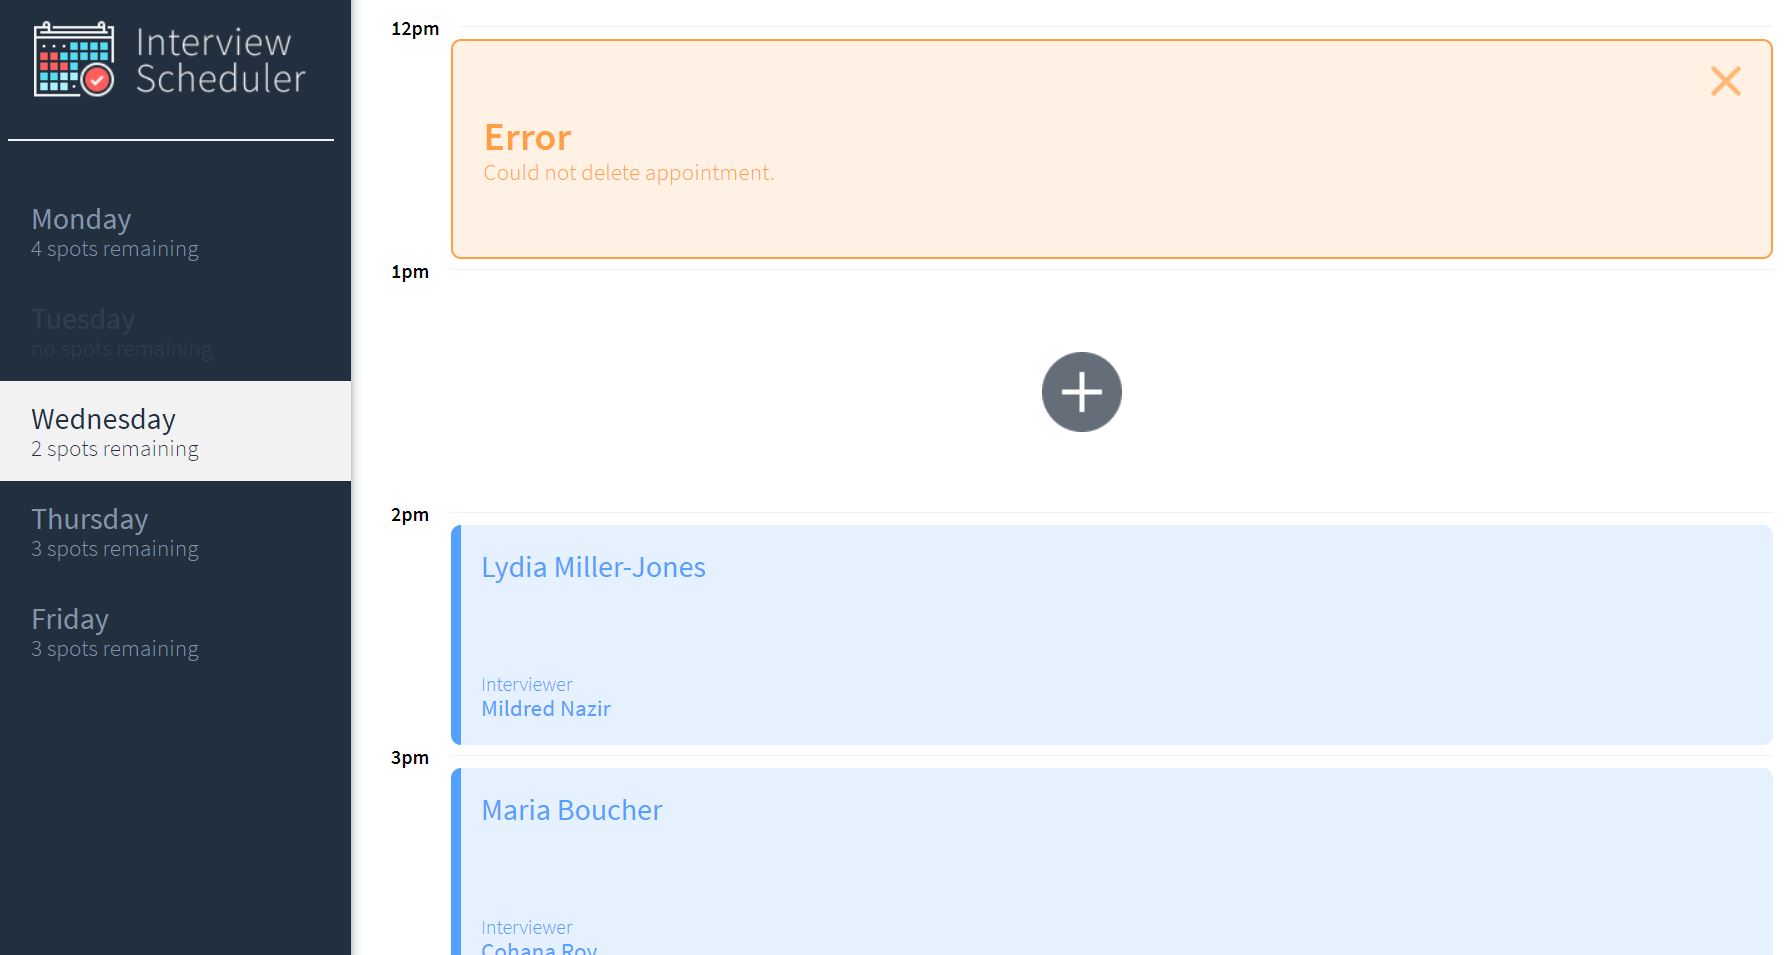 Interview
Scheduler
Monday
4 spots remaining
Tuesday
no spots remaining
Wednesday
2 spots remaining
Thursday
3 spots remaining
Friday
3 spots remaining
12pm
Error
Could not delete appointment.
1pm
2pm
Lydia Miller-Jones
Interviewer
Mildred Nazir
3pm
Maria Boucher
Interviewer
Cohana Roy